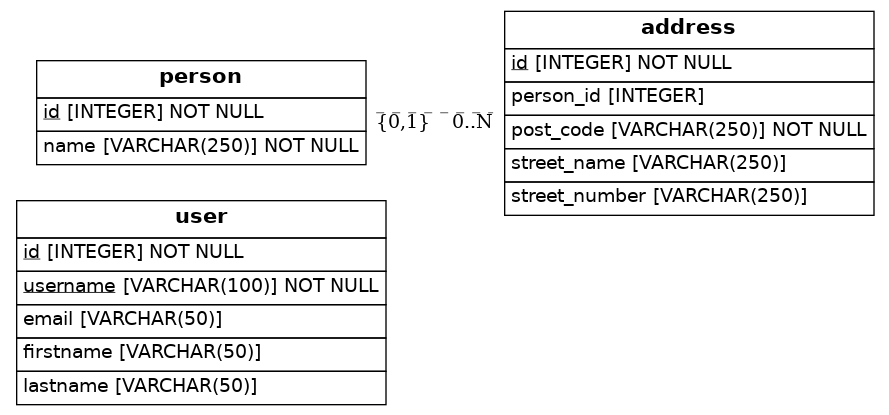 person
id [INTEGER] NOT NULL
name [VARCHAR(250)] NOT NULL
{0,1} 0..N
address
id [INTEGER] NOT NULL
person_id [INTEGER]
post_code [VARCHAR(250)] NOT NULL
street_name [VARCHAR(250)]
street_number [VARCHAR(250)]
user
id [INTEGER] NOT NULL
username [VARCHAR(100)] NOT NULL
email [VARCHAR(50)]
firstname [VARCHAR(50)]
lastname [VARCHAR(50)]